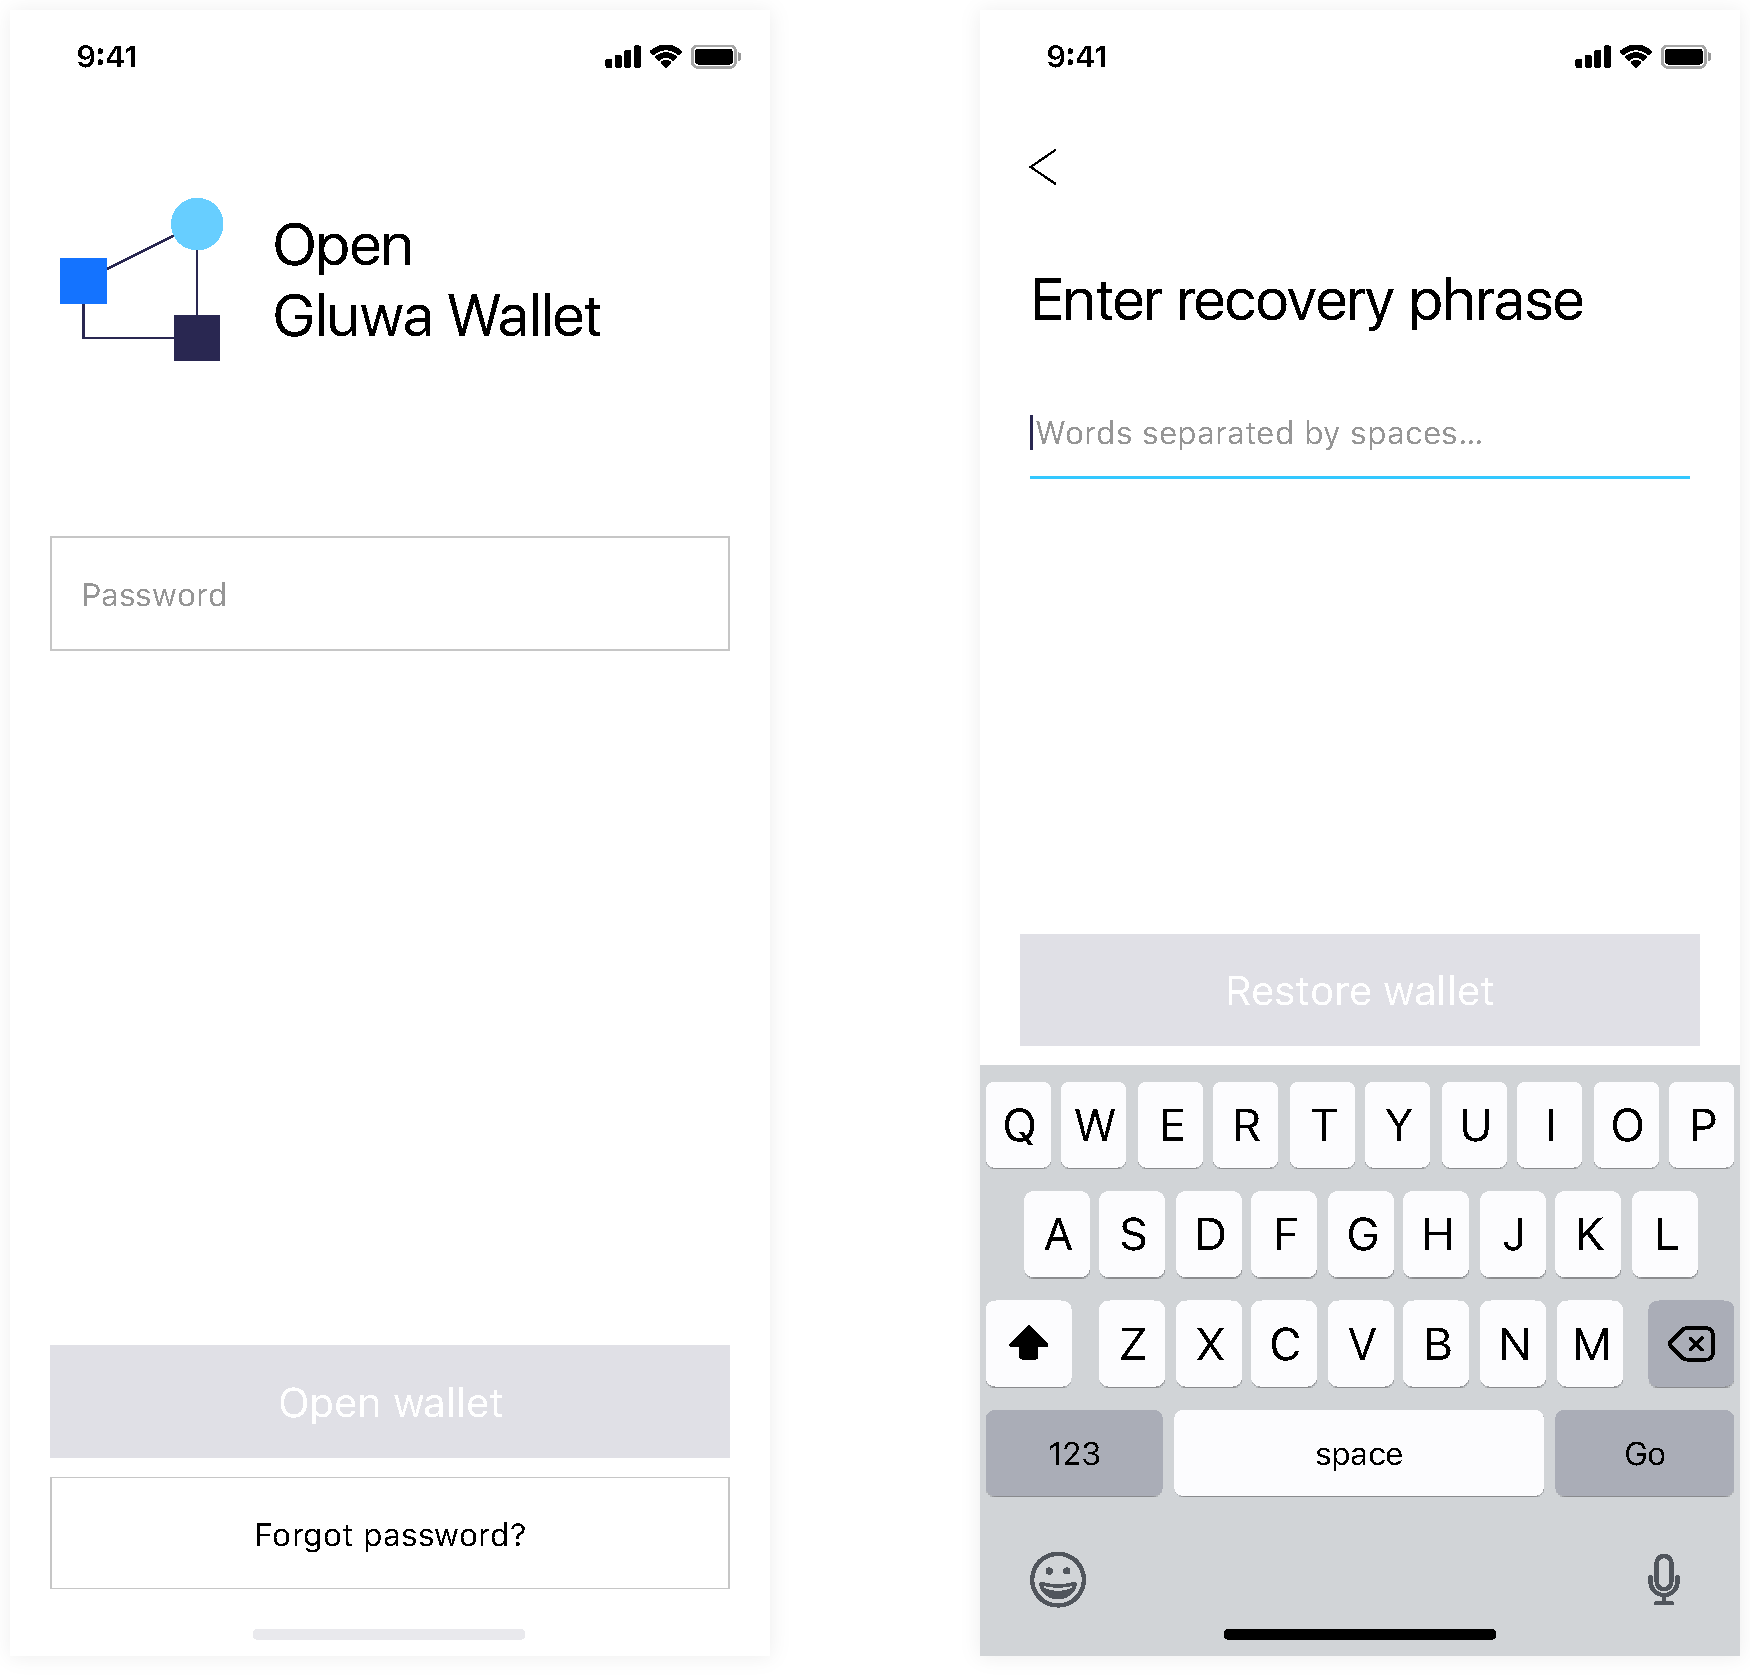 9:41
Open
Gluwa Wallet
Password
Open wallet
Forgot password?
9:41
Enter recovery phrase
Words separated by spaces...
Restore wallet
Q W E R T Y U I O P
A S D F G H J K L
Z X C V B N M
123 space Go